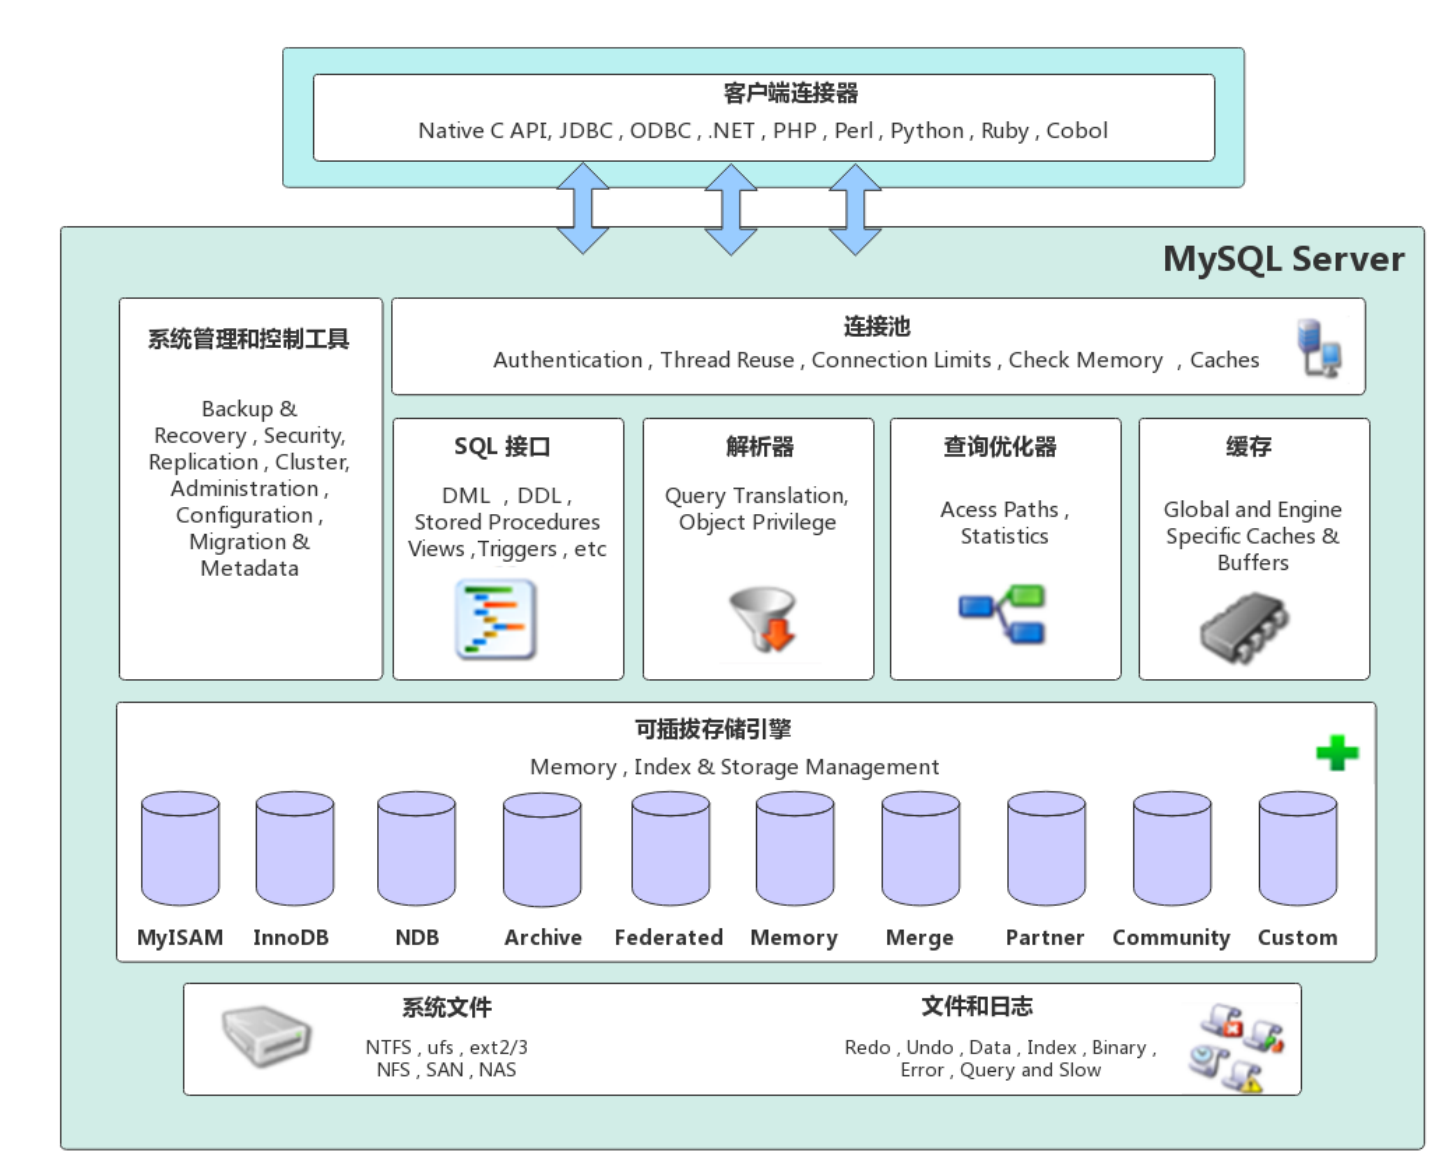 客户端连接器
Native C API, JDBC , ODBC , .NET , PHP , Perl , Python , Ruby , Cobol
MySQL Server
系统管理和控制工具
Backup &
Recovery , Security,
Replication , Cluster,
Administration ,
Configuration ,
Migration &
Metadata
连接池
Authentication , Thread Reuse , Connection Limits , Check Memory , Caches
SQL 接口
DML , DDL ,
Stored Procedures
Views ,Triggers , etc
解析器
Query Translation,
Object Privilege
查询优化器
Acess Paths ,
Statistics
缓存
Global and Engine
Specific Caches &
Buffers
可插拔存储引擎
Memory , Index & Storage Management
MyISAM InnoDB NDB Archive Federated Memory Merge Partner Community Custom
系统文件
NTFS , ufs , ext2/3
NFS , SAN , NAS
文件和日志
Redo , Undo , Data , Index , Binary ,
Error , Query and Slow